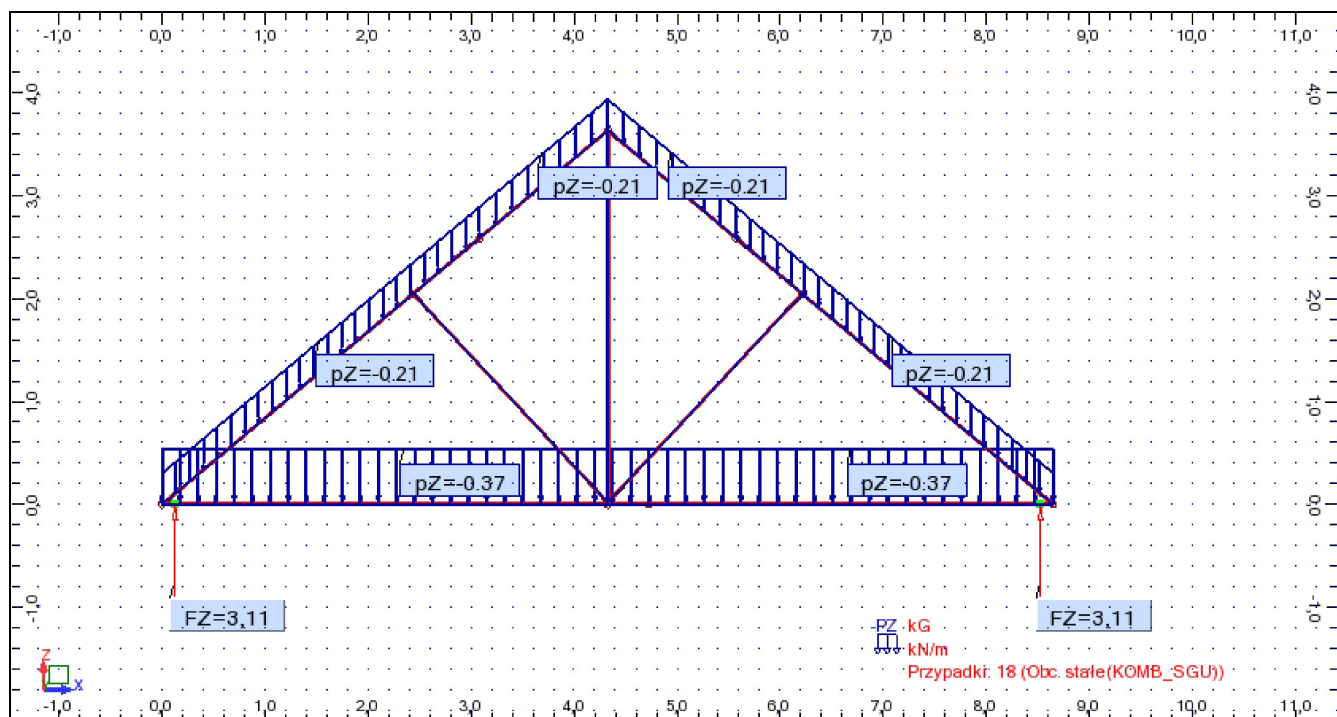 -1,0 0,0 1,0 2,0 3,0 4,0 5,0 6,0 7,0 8,0 9,0 10,0 11,0
4,0 4,0
pZ=-0.21 pZ=-0.21
3,0 3,0
2,0 2,0
pZ=-0.21 pZ=-0.21
1,0 1,0
pZ=-0.37 pZ=-0.37
0,0 0,0
FZ=3,11 FZ=3,11
-1,0 -1,0
-PZ kG
kN/m
Przypadki: 18 (Obc. stałe(KOMB_SGU))
Z
X
-1,0 0,0 1,0 2,0 3,0 4,0 5,0 6,0 7,0 8,0 9,0 10,0 11,0